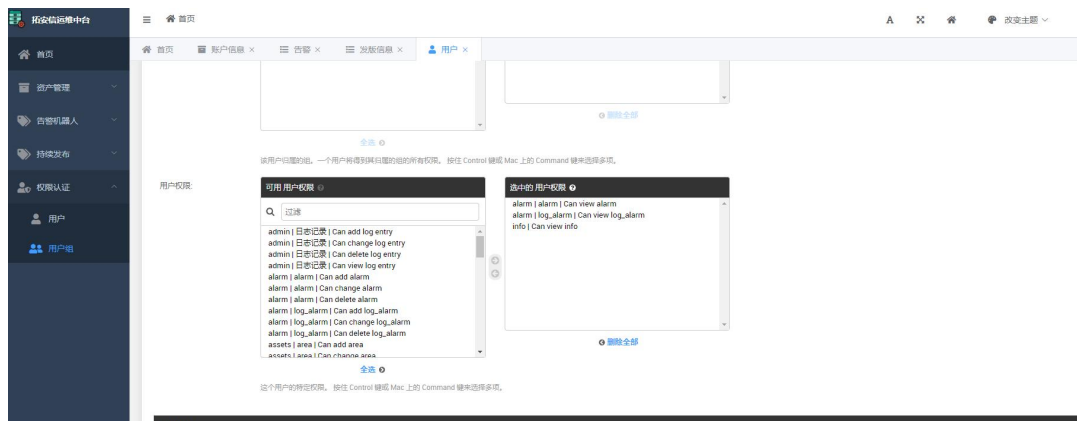 拓安信运维中台
首页
A
改变主题
首页
资产管理
告警机器人
持续发布
权限认证
用户
用户组
首页
账户信息 ×
告警 ×
发版信息 ×
用户 ×
全选
删除全部
该用户归属的组。一个用户将得到其归属的组的所有权限。 按住 Control 键或 Mac 上的 Command 键来选择多项。
用户权限:
可用 用户权限
过滤
admin | 日志记录 | Can add log entry
admin | 日志记录 | Can change log entry
admin | 日志记录 | Can delete log entry
admin | 日志记录 | Can view log entry
alarm | alarm | Can add alarm
alarm | alarm | Can change alarm
alarm | alarm | Can delete alarm
alarm | log_alarm | Can add log_alarm
alarm | log_alarm | Can change log_alarm
alarm | log_alarm | Can delete log_alarm
assets | area | Can add area
assets | area | Can change area
全选
选中的 用户权限
alarm | alarm | Can view alarm
alarm | log_alarm | Can view log_alarm
info | Can view info
删除全部
这个用户的特定权限。 按住 Control 键或 Mac 上的 Command 键来选择多项。